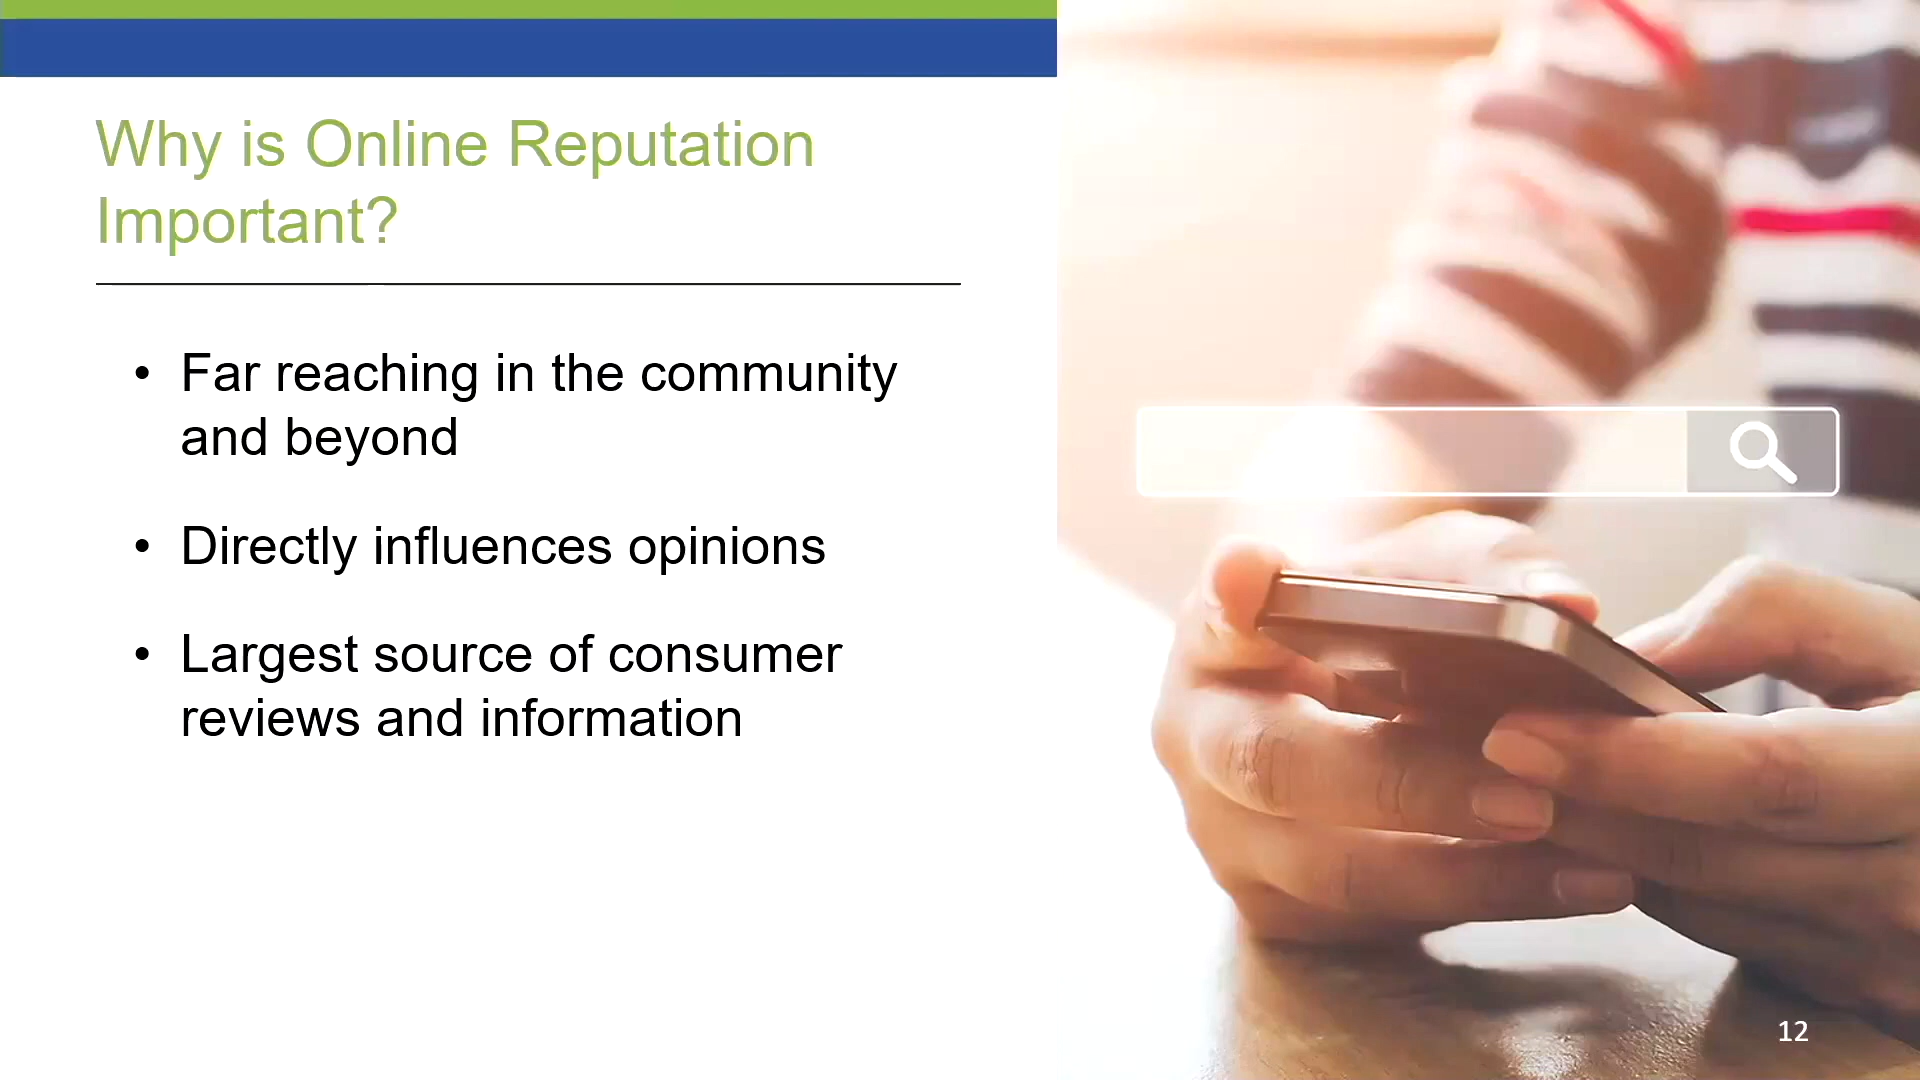 Why is Online Reputation
Important?
• Far reaching in the community
and beyond
• Directly influences opinions
• Largest source of consumer
reviews and information
12